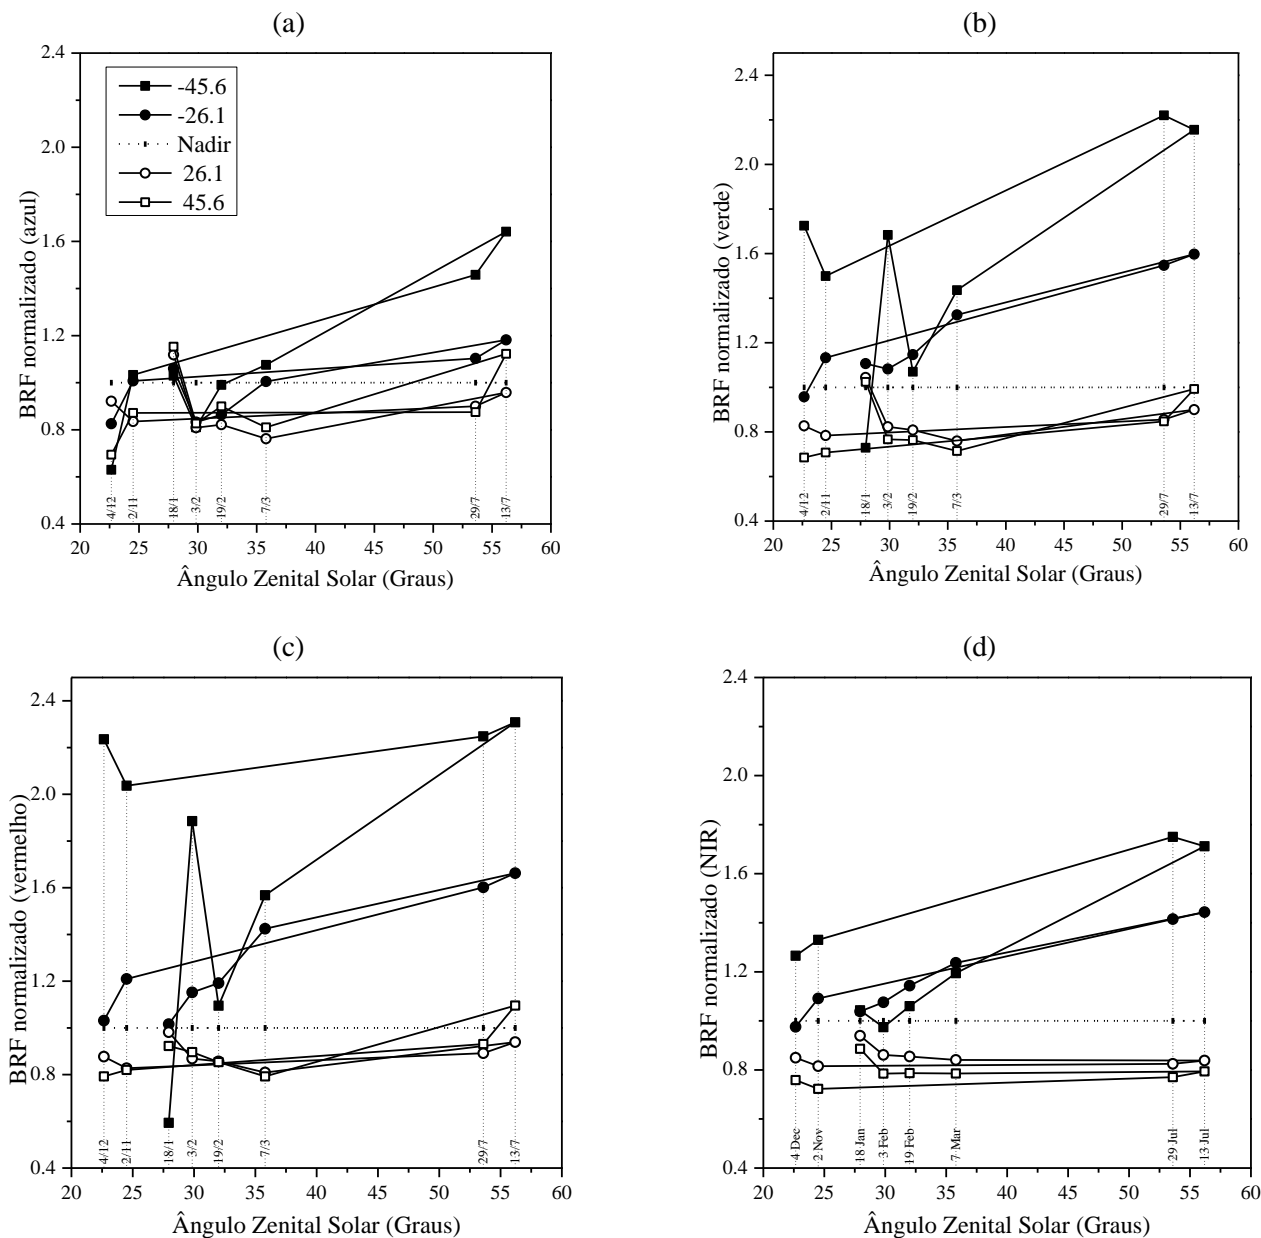 (a)
BRF normalizado (azul)
2.4
2.0
1.6
1.2
0.8
0.4
-45.6
-26.1
Nadir
26.1
45.6
4/12
2/11
18/1
3/2
19/2
7/3
29/7
13/7
20 25 30 35 40 45 50 55 60
Ângulo Zenital Solar (Graus)
(b)
BRF normalizado (verde)
2.4
2.0
1.6
1.2
0.8
0.4
4/12
2/11
18/1
3/2
19/2
7/3
29/7
13/7
20 25 30 35 40 45 50 55 60
Ângulo Zenital Solar (Graus)
(c)
BRF normalizado (vermelho)
2.4
2.0
1.6
1.2
0.8
0.4
4/12
2/11
18/1
3/2
19/2
7/3
29/7
13/7
20 25 30 35 40 45 50 55 60
Ângulo Zenital Solar (Graus)
(d)
BRF normalizado (NIR)
2.4
2.0
1.6
1.2
0.8
0.4
4 Dec
2 Nov
18 Jan
3 Feb
19 Feb
7 Mar
29 Jul
13 Jul
20 25 30 35 40 45 50 55 60
Ângulo Zenital Solar (Graus)